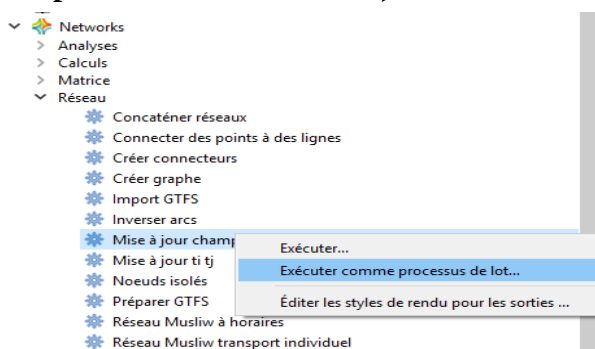 Networks
Analyses
Calculs
Matrice
Réseau
Concaténer réseaux
Connecter des points à des lignes
Créer connecteurs
Créer graphe
Import GTFS
Inverser arcs
Mise à jour champ
Exécuter...
Mise à jour ti tj
Exécuter comme processus de lot...
Noeuds isolés
Préparer GTFS
Éditer les styles de rendu pour les sorties ...
Réseau Musliw à horaires
Réseau Musliw transport individuel